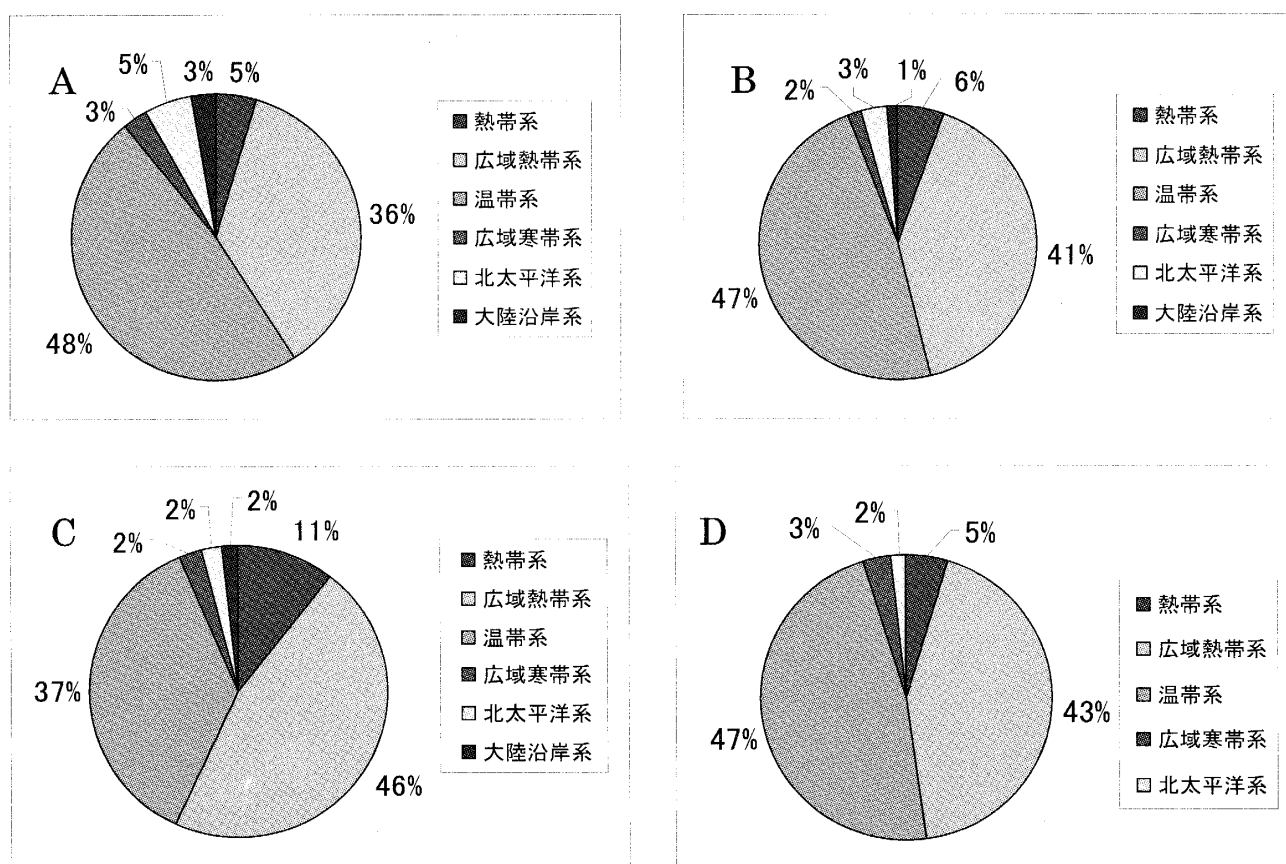 A
5%
3%
5%
3%
36%
48%
熱帯系
広域熱帯系
温帯系
広域寒帯系
北太平洋系
大陸沿岸系
B
3%
1%
6%
2%
41%
47%
熱帯系
広域熱帯系
温帯系
広域寒帯系
北太平洋系
大陸沿岸系
C
2%
2%
11%
2%
37%
46%
熱帯系
広域熱帯系
温帯系
広域寒帯系
北太平洋系
大陸沿岸系
D
3%
2%
5%
43%
47%
熱帯系
広域熱帯系
温帯系
広域寒帯系
北太平洋系